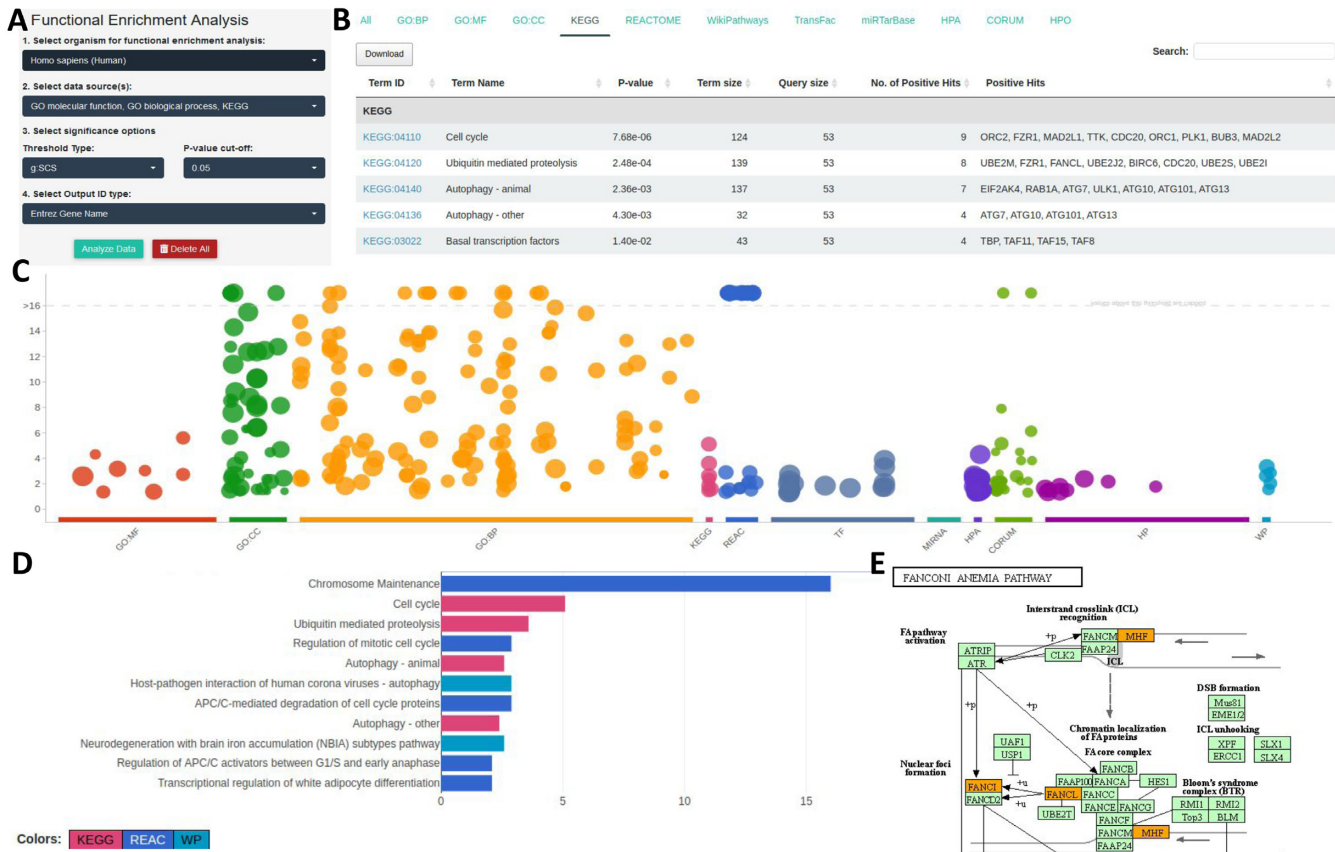 A
Functional Enrichment Analysis
1. Select organism for functional enrichment analysis:
Homo sapiens (Human)
2. Select data source(s):
GO molecular function, GO biological process, KEGG
3. Select significance options
Threshold Type: P-value cut-off:
g:SCS 0.05
4. Select Output ID type:
Entrez Gene Name
Analyze Data Delete All
B
All GO:BP GO:MF GO:CC KEGG REACTOME WikiPathways TransFac miRTarBase HPA CORUM HPO
Download Search:
Term ID Term Name P-value Term size Query size No. of Positive Hits Positive Hits
KEGG
KEGG:04110 Cell cycle 7.68e-06 124 53 9 ORC2, FZR1, MAD2L1, TTK, CDC20, ORC1, PLK1, BUB3, MAD2L2
KEGG:04120 Ubiquitin mediated proteolysis 2.48e-04 139 53 8 UBE2M, FZR1, FANCL, UBE2J2, BIRC6, CDC20, UBE2S, UBE2I
KEGG:04140 Autophagy - animal 2.36e-03 137 53 7 EIF2AK4, RAB1A, ATG7, ULK1, ATG10, ATG101, ATG13
KEGG:04136 Autophagy - other 4.30e-03 32 53 4 ATG7, ATG10, ATG101, ATG13
KEGG:03022 Basal transcription factors 1.40e-02 43 53 4 TBP, TAF11, TAF15, TAF8
C
>16
values above this threshold are capped
14
12
10
8
6
4
2
0
GO:MF GO:CC GO:BP KEGG REAC TF MIRNA HPA CORUM HP WP
D
Chromosome Maintenance
Cell cycle
Ubiquitin mediated proteolysis
Regulation of mitotic cell cycle
Autophagy - animal
Host-pathogen interaction of human corona viruses - autophagy
APC/C-mediated degradation of cell cycle proteins
Autophagy - other
Neurodegeneration with brain iron accumulation (NBIA) subtypes pathway
Regulation of APC/C activators between G1/S and early anaphase
Transcriptional regulation of white adipocyte differentiation
0 5 10 15
Colors: KEGG REAC WP
E
FANCONI ANEMIA PATHWAY
Interstrand crosslink (ICL)
recognition
FA pathway
activation
+p
FANCM MHF
ATRIP
FAAP24
ATR
CLK2
ICL
DSB formation
Mus81
EME1/2
+p
+p
Chromatin localization
of FA proteins
ICL unhooking
UAF1
USP1
FA core complex
XPF SLX1
ERCC1 SLX4
Nuclear foci
formation
FANCB
FAAP100 FANCA HES1
FANCI
+u
FANCL FANCC
Bloom's syndrome
complex (BTR)
FANCD2
+u
FANCE FANCG
RMI1 RMI2
UBE2T
FANCF
Top3 BLM
FANCM MHF
FAAP24